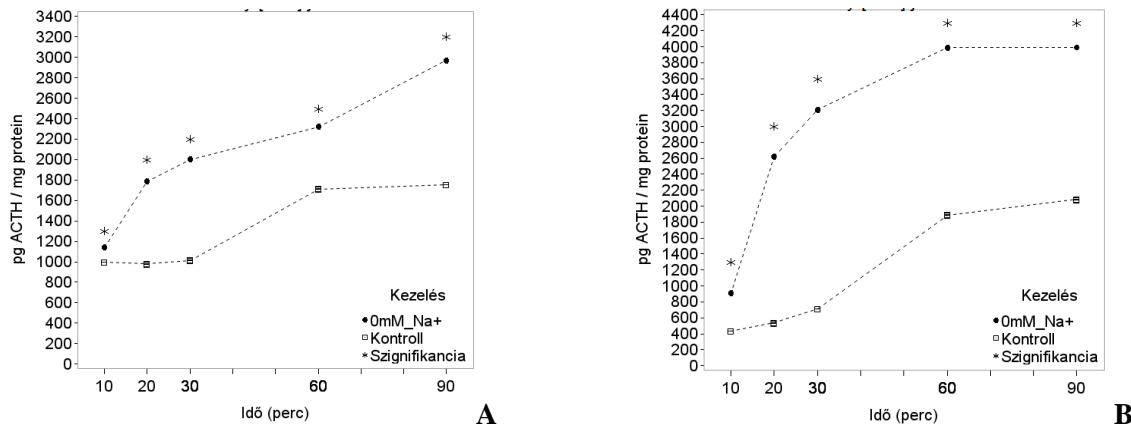 3400
3200
3000
2800
2600
2400
2200
2000
1800
1600
1400
1200
1000
800
600
400
200
0
pg ACTH / mg protein
Kezelés
0mM_Na+
Kontroll
Szignifikancia
10 20 30 60 90
Idő (perc)
A
4400
4200
4000
3800
3600
3400
3200
3000
2800
2600
2400
2200
2000
1800
1600
1400
1200
1000
800
600
400
200
0
pg ACTH / mg protein
Kezelés
0mM_Na+
Kontroll
Szignifikancia
10 20 30 60 90
Idő (perc)
B